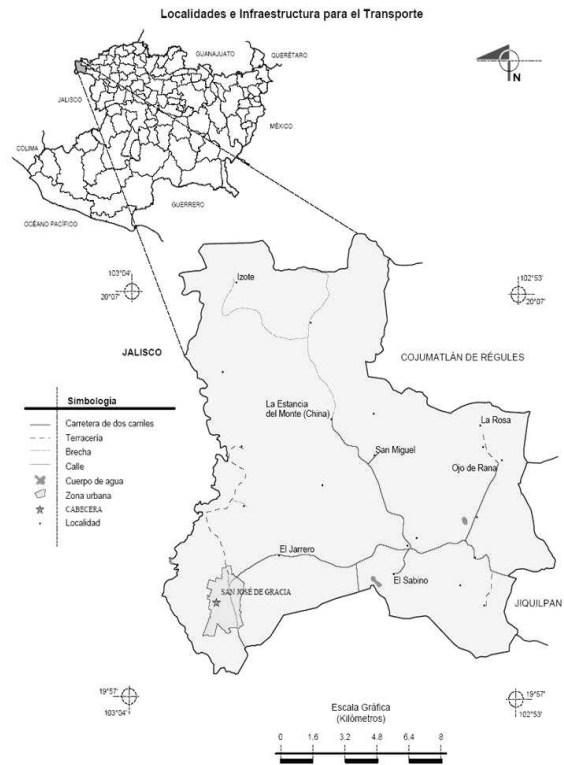 Localidades e Infraestructura para el Transporte
GUANAJUATO
QUERÉTARO
N
JALISCO
MÉXICO
COLIMA
GUERRERO
OCÉANO PACÍFICO
103°04'
20°07'
102°53'
20°07'
Izote
JALISCO
COJUMATLÁN DE RÉGULES
Simbología
Carretera de dos carriles
Terracería
Brecha
Calle
Cuerpo de agua
Zona urbana
CABECERA
Localidad
La Estancia
del Monte (China)
La Rosa
San Miguel
Ojo de Rana
El Jarrero
El Sabino
SAN JOSÉ DE GRACIA
JIQUILPAN
19°57'
103°04'
19°57'
102°53'
Escala Gráfica
(Kilómetros)
0 1.6 3.2 4.8 6.4 8